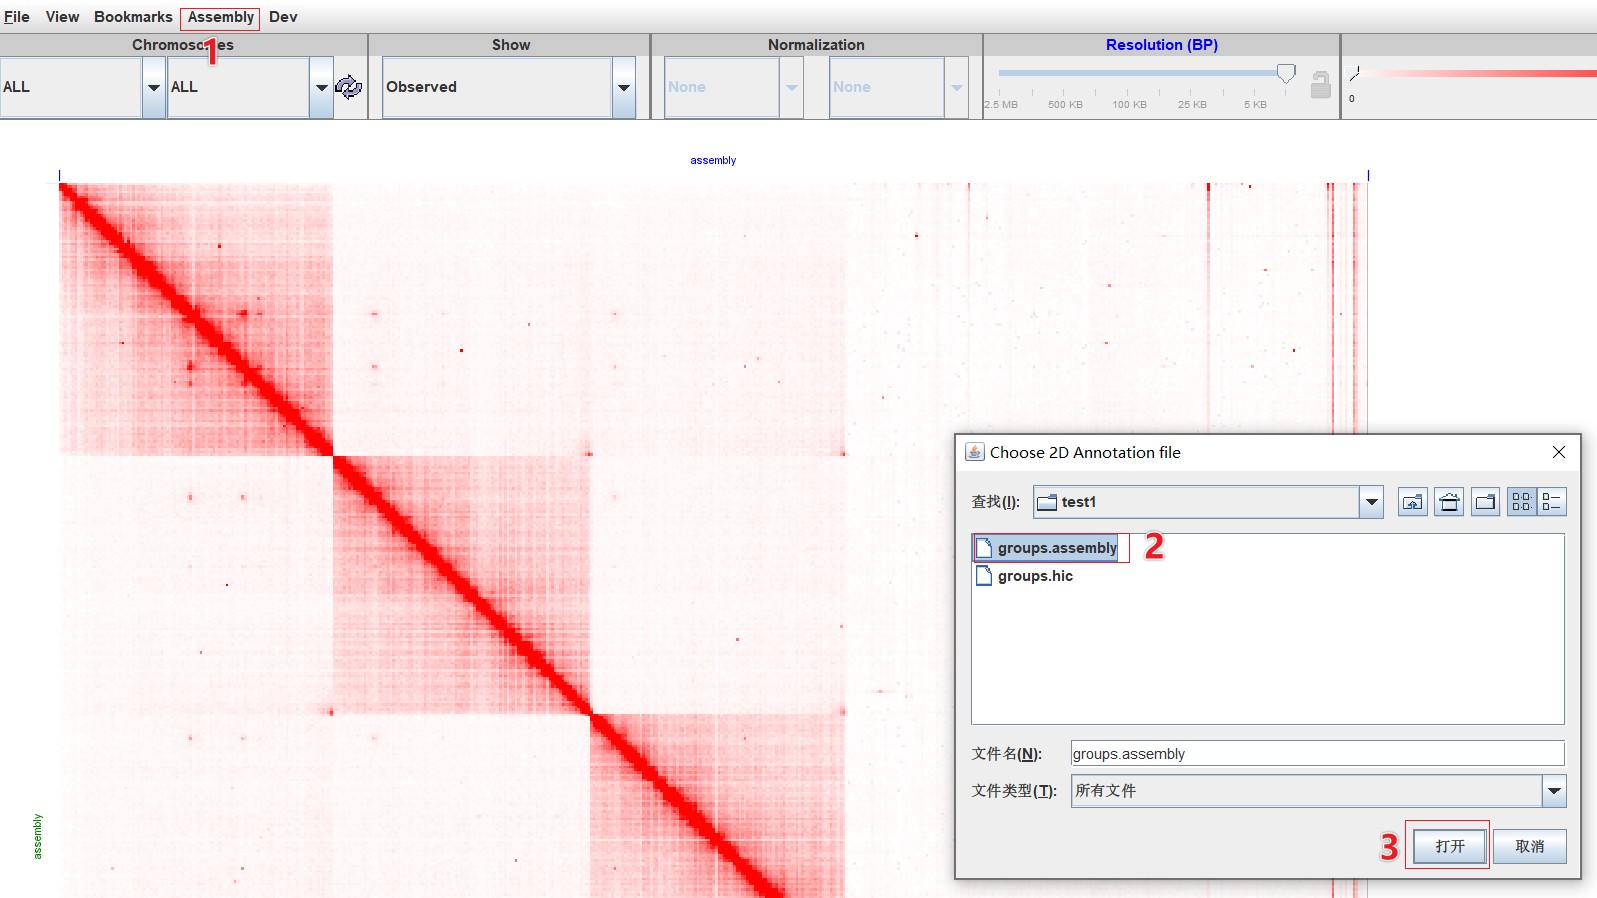 File View Bookmarks Assembly Dev
1
Chromosomes Show Normalization Resolution (BP)
ALL ALL Observed None None
2.5 MB 500 KB 100 KB 25 KB 5 KB 0
assembly
Choose 2D Annotation file
查找(I): test1
groups.assembly 2
groups.hic
文件名(N): groups.assembly
文件类型(T): 所有文件
assembly
3 打开 取消